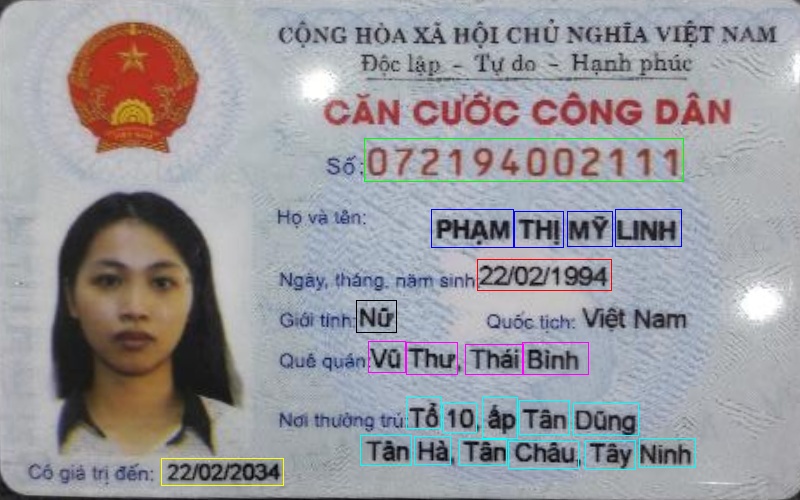 CỘNG HÒA XÃ HỘI CHỦ NGHĨA VIỆT NAM
Độc lập - Tự do - Hạnh phúc
CĂN CƯỚC CÔNG DÂN
Số: 072194002111
Họ và tên: PHẠM THỊ MỸ LINH
Ngày, tháng, năm sinh: 22/02/1994
Giới tính: Nữ Quốc tịch: Việt Nam
Quê quán: Vũ Thư, Thái Bình
Nơi thường trú: Tổ 10, ấp Tân Dũng
Tân Hà, Tân Châu, Tây Ninh
Có giá trị đến: 22/02/2034